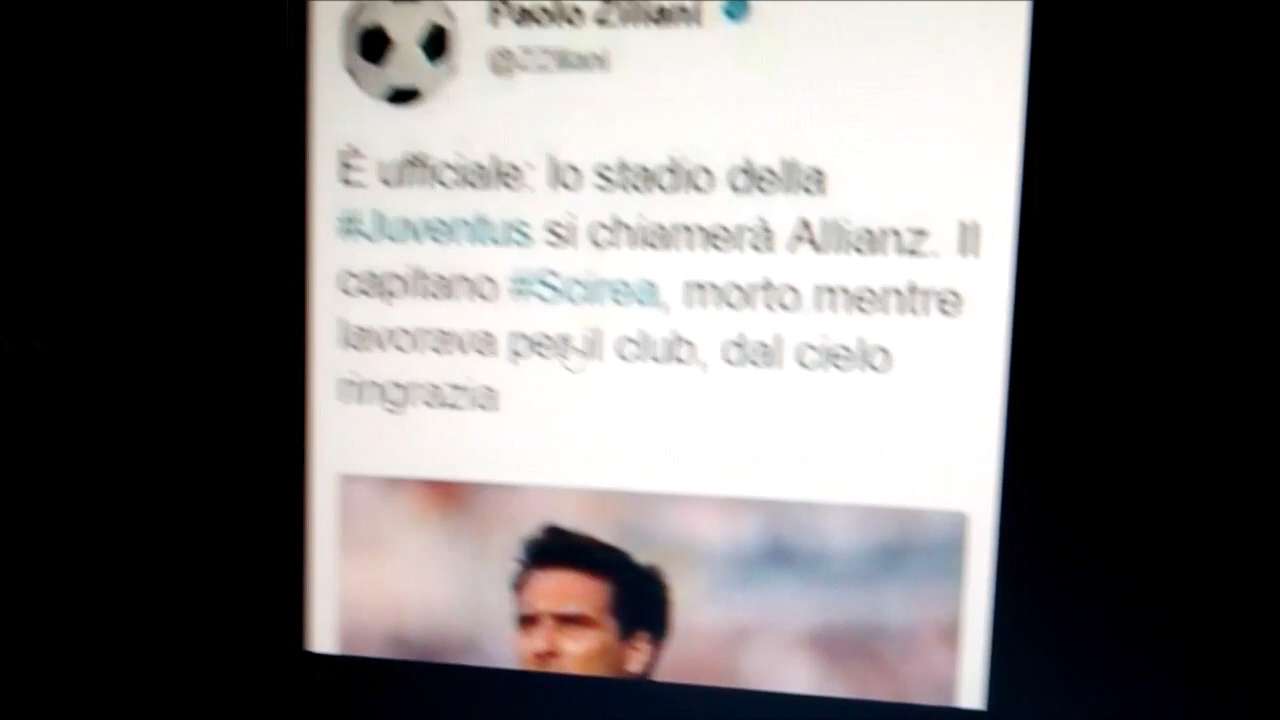 Paolo Ziliani
@ZZiliani
È ufficiale: lo stadio della
#Juventus si chiamerà Allianz. Il
capitano #Scirea, morto mentre
lavorava per il club, dal cielo
ringrazia